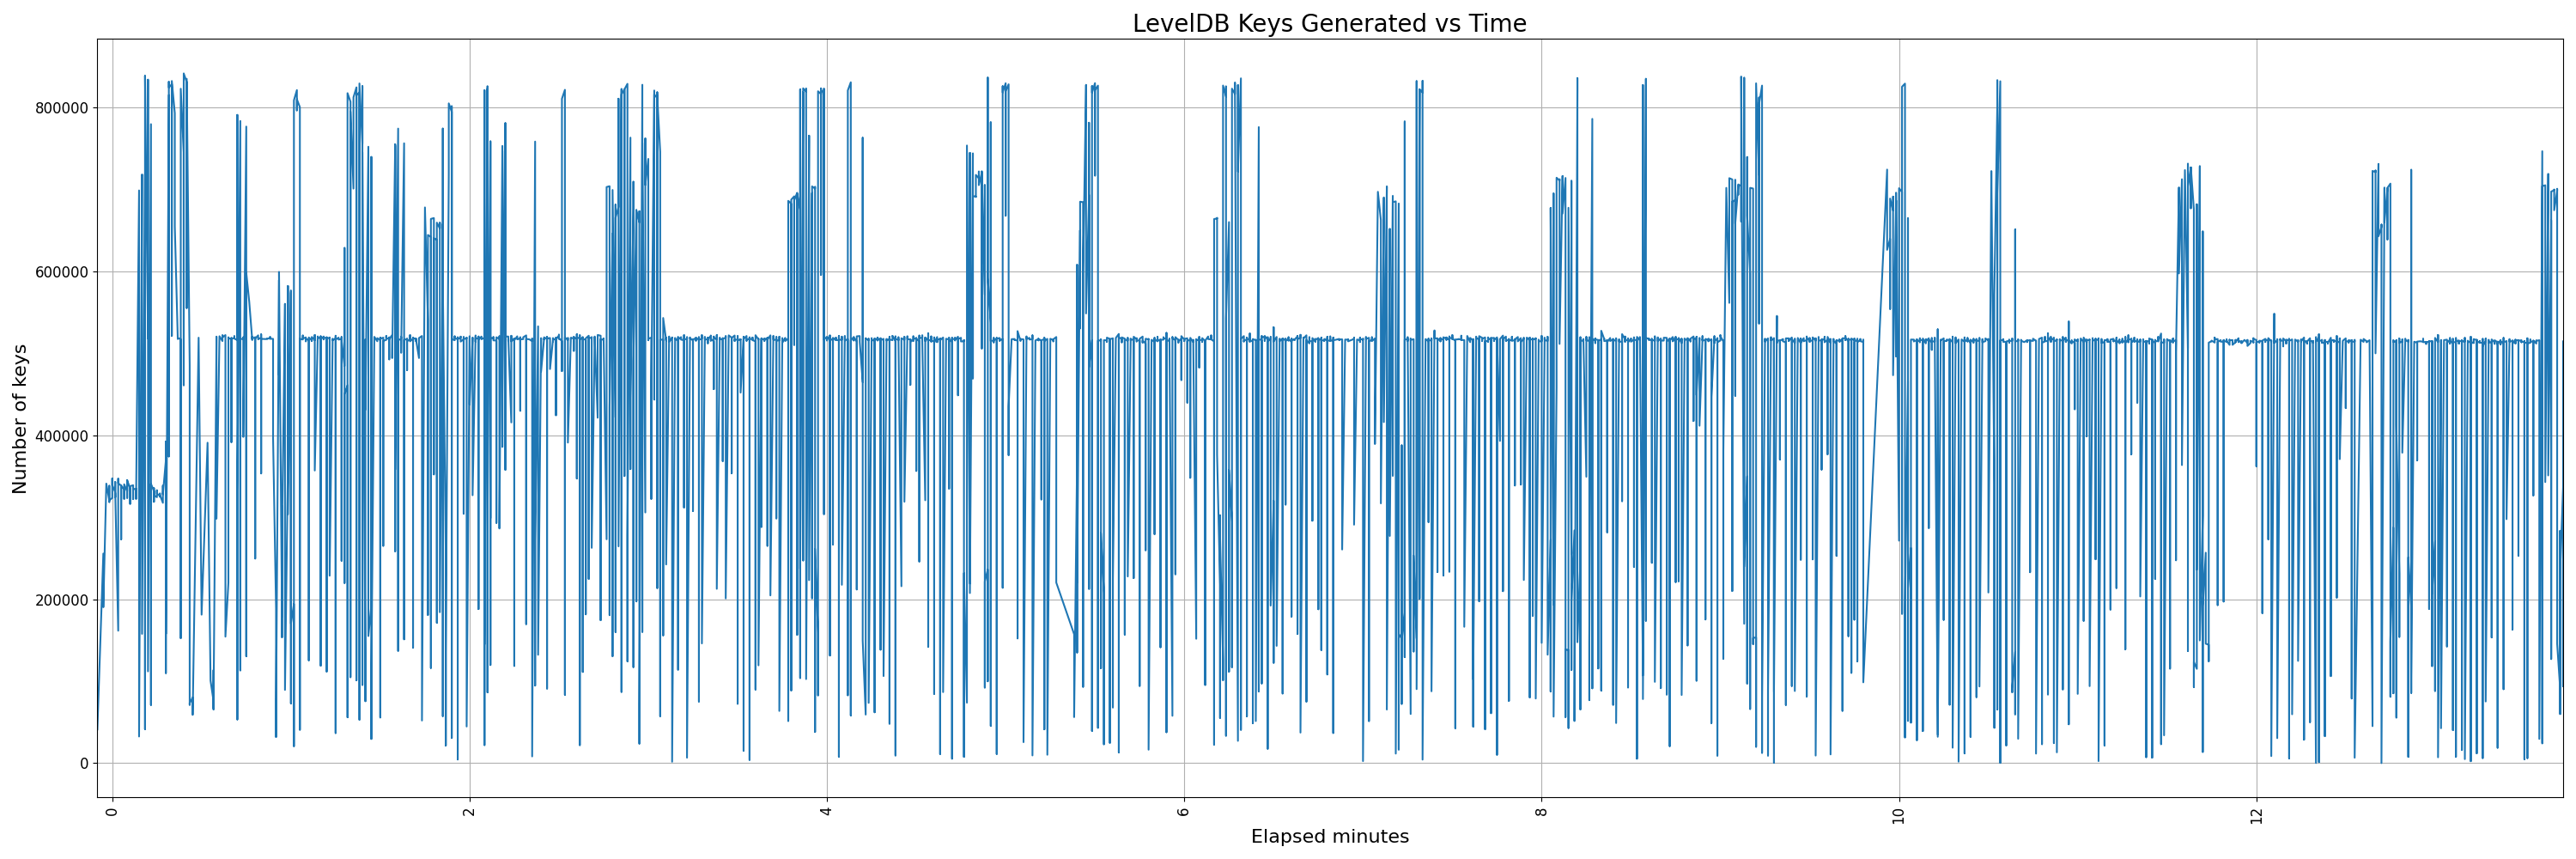 LevelDB Keys Generated vs Time
Number of keys
800000
600000
400000
200000
0
0 2 4 6 8 10 12
Elapsed minutes